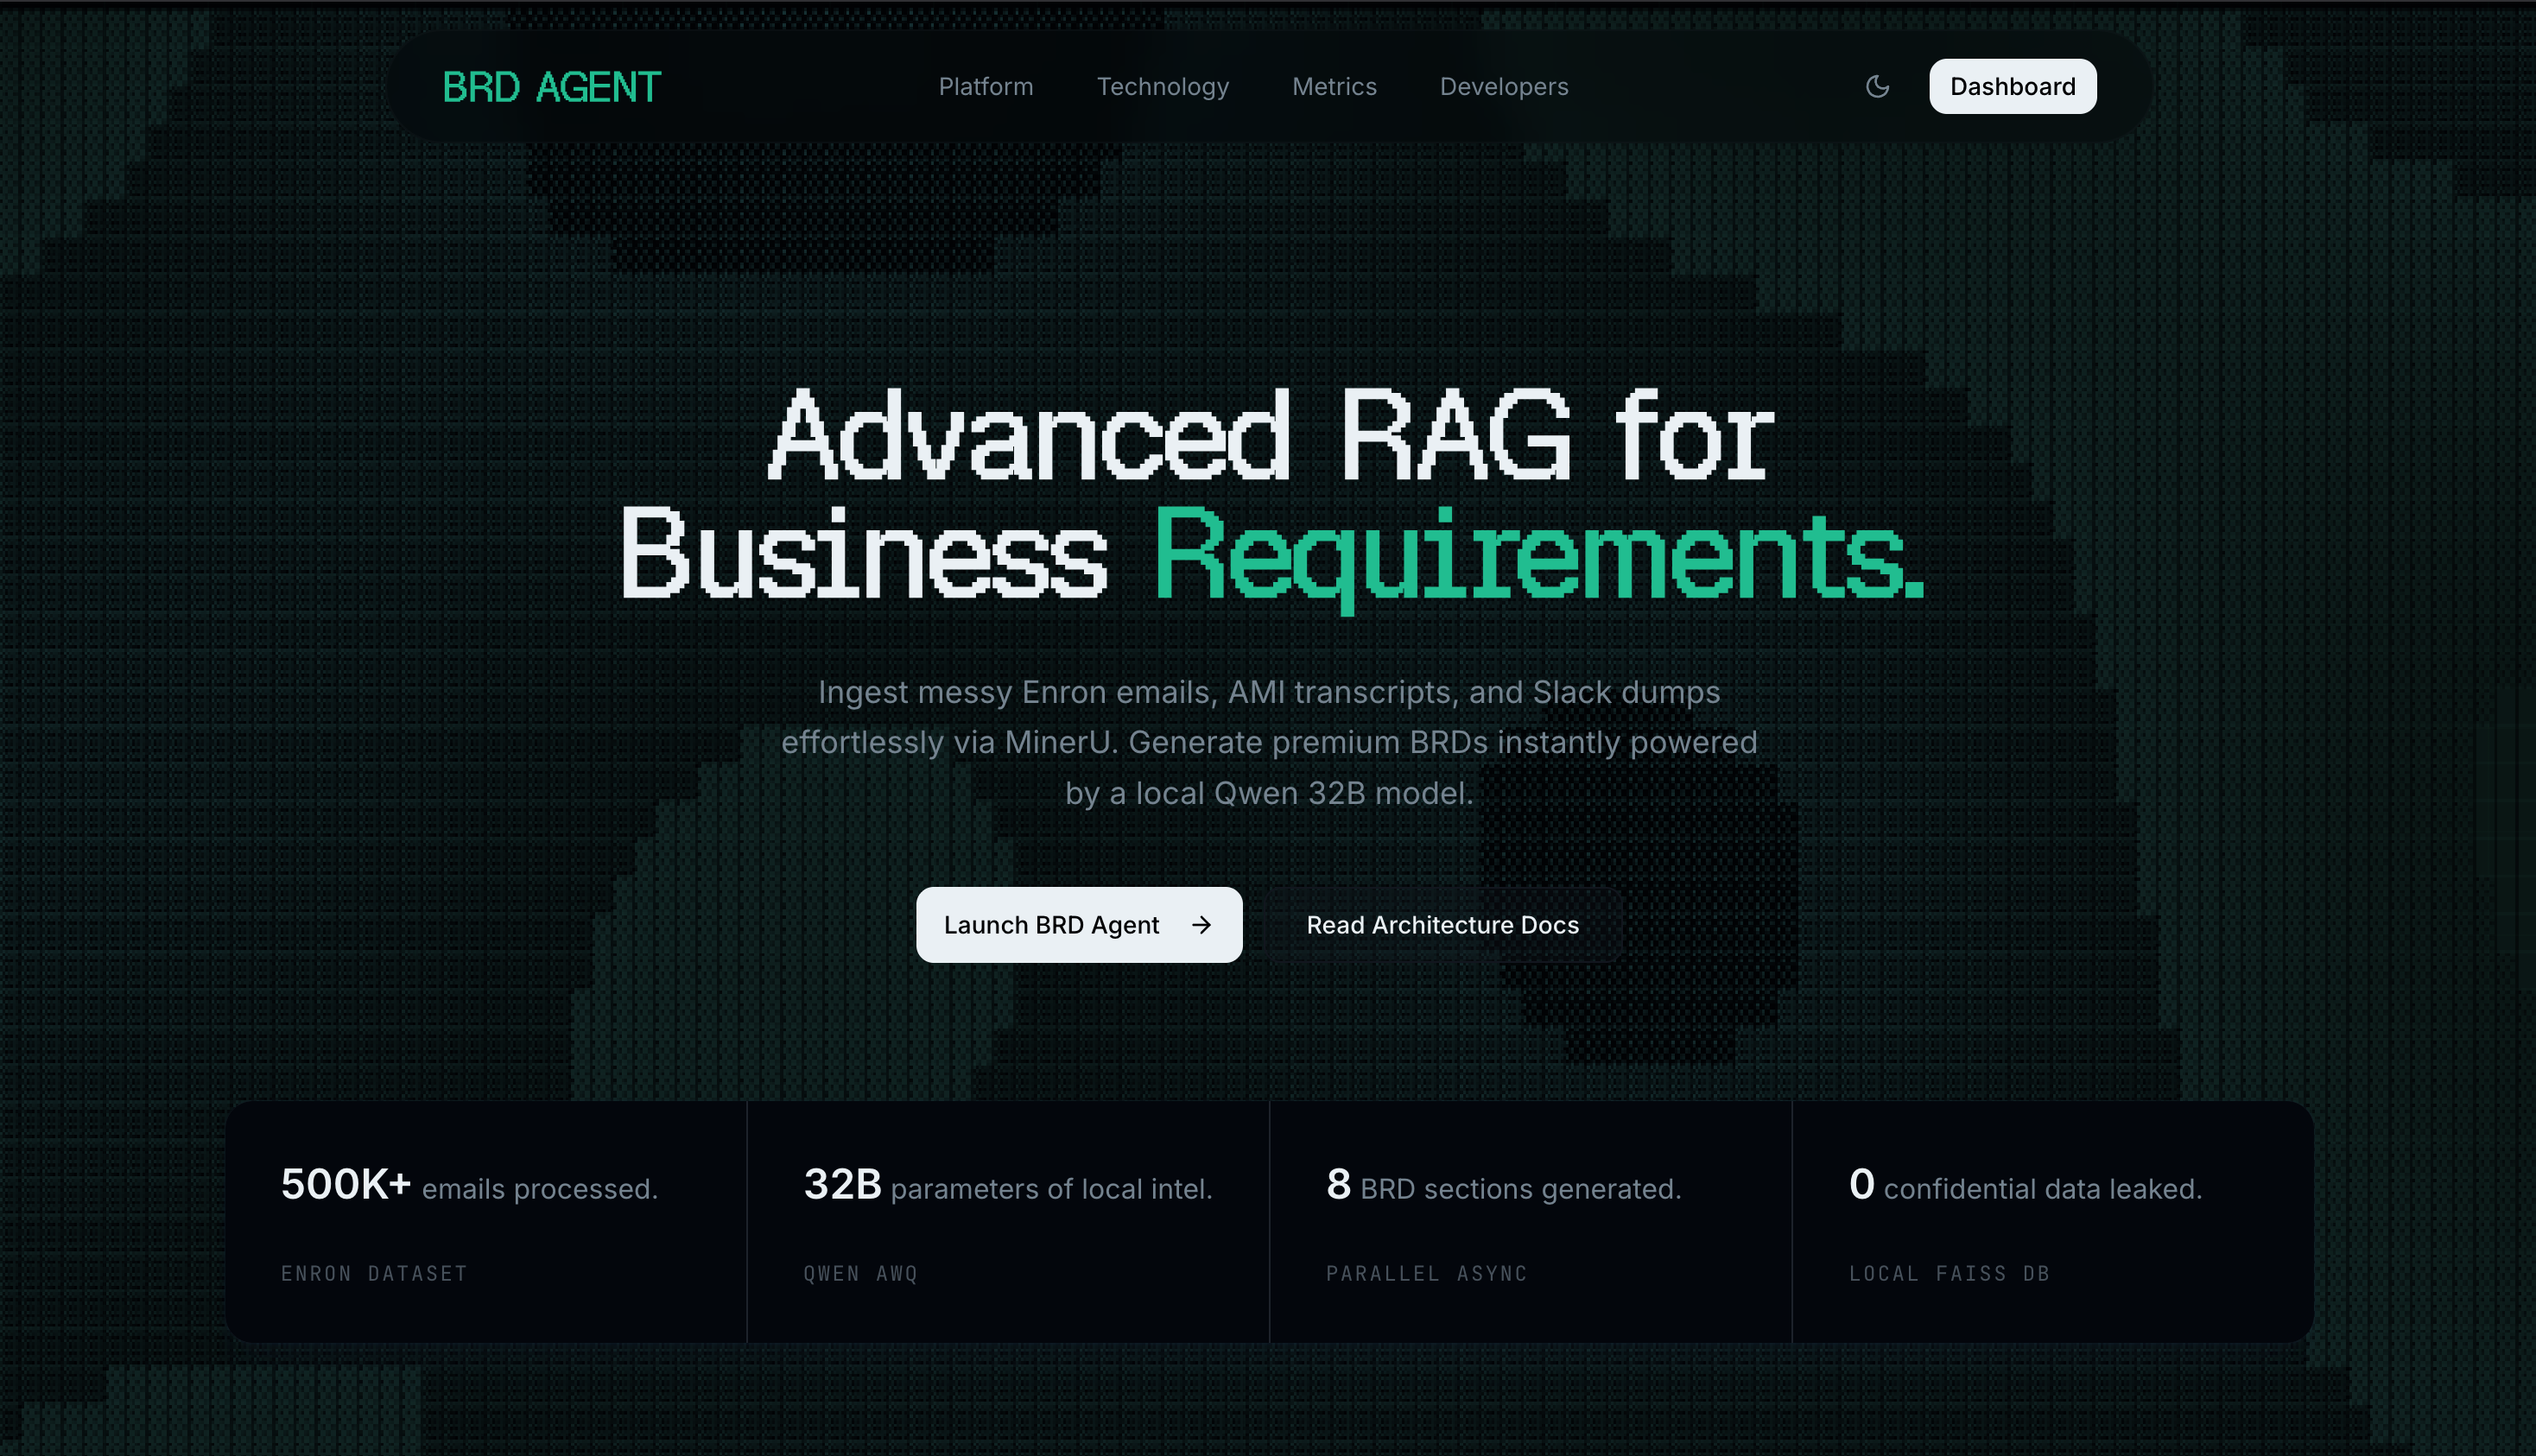 BRD AGENT
Platform
Technology
Metrics
Developers
Dashboard
Advanced RAG for
Business Requirements.
Ingest messy Enron emails, AMI transcripts, and Slack dumps
effortlessly via MinerU. Generate premium BRDs instantly powered
by a local Qwen 32B model.
Launch BRD Agent →
Read Architecture Docs
500K+ emails processed.
ENRON DATASET
32B parameters of local intel.
QWEN AWQ
8 BRD sections generated.
PARALLEL ASYNC
0 confidential data leaked.
LOCAL FAISS DB